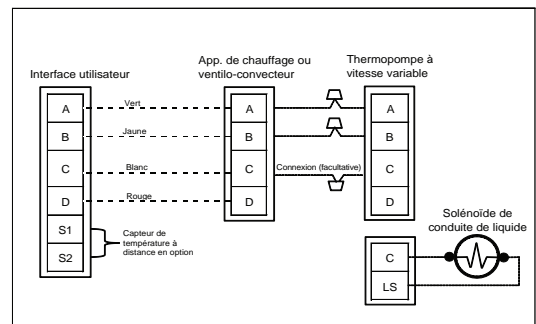 Interface utilisateur
A
B
C
D
S1
S2
Vert
Jaune
Blanc
Rouge
Capteur de
température à
distance en option
App. de chauffage ou
ventilo-convecteur
A
B
C
D
Connexion (facultative)
Thermopompe à
vitesse variable
A
B
C
D
Solénoïde de
conduite de liquide
C
LS